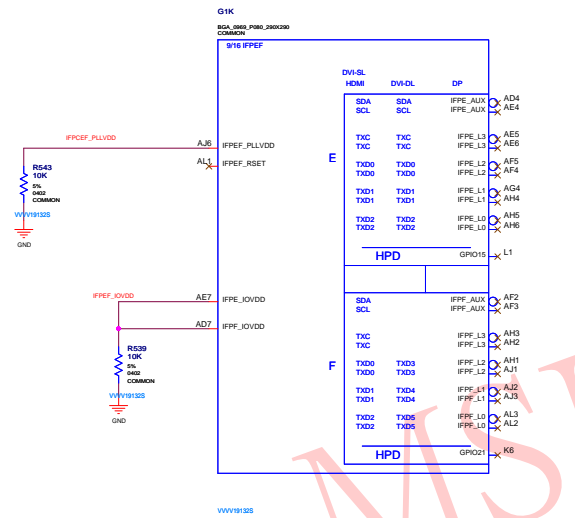 G1K
BGA_0969_P080_290X290
COMMON
9/16 IFPEF
DVI-SL
HDMI DVI-DL DP
SDA SDA IFPE_AUX AD4
SCL SCL IFPE_AUX AE4
IFPCEF_PLLVDD AJ6 IFPEF_PLLVDD TXC TXC IFPE_L3 AE5
TXC TXC IFPE_L3 AE6
AL1 IFPEF_RSET E TXD0 TXD0 IFPE_L2 AF5
TXD0 TXD0 IFPE_L2 AF4
R543
10K
5%
0402
COMMON
TXD1 TXD1 IFPE_L1 AG4
TXD1 TXD1 IFPE_L1 AH4
VVVV19132S
TXD2 TXD2 IFPE_L0 AH5
TXD2 TXD2 IFPE_L0 AH6
GND
HPD GPIO15 L1
IFPEF_IOVDD AE7 IFPE_IOVDD SDA IFPF_AUX AF2
SCL IFPF_AUX AF3
AD7 IFPF_IOVDD
TXC IFPF_L3 AH3
TXC IFPF_L3 AH2
R539
10K
5%
0402
COMMON
F TXD0 TXD3 IFPF_L2 AH1
TXD0 TXD3 IFPF_L2 AJ1
TXD1 TXD4 IFPF_L1 AJ2
TXD1 TXD4 IFPF_L1 AJ3
VVVV19132S
TXD2 TXD5 IFPF_L0 AL3
TXD2 TXD5 IFPF_L0 AL2
GND
HPD GPIO21 K6
VVVV19132S